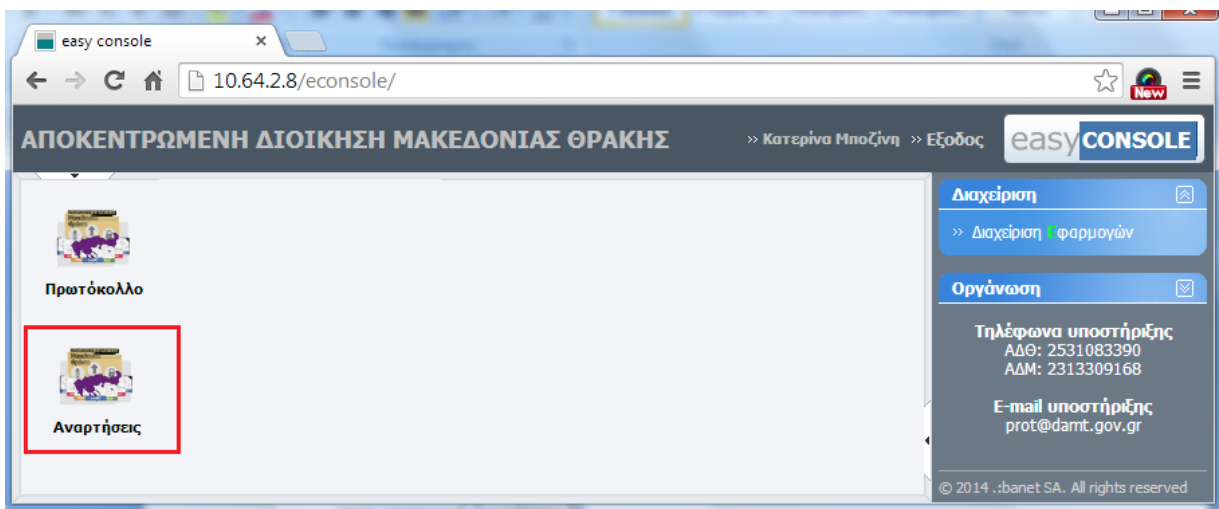 easy console
10.64.2.8/econsole/
New
ΑΠΟΚΕΝΤΡΩΜΕΝΗ ΔΙΟΙΚΗΣΗ ΜΑΚΕΔΟΝΙΑΣ ΘΡΑΚΗΣ
» Κατερίνα Μποζίνη » Εξοδος
easyCONSOLE
Πρωτόκολλο
Αναρτήσεις
Διαχείριση
» Διαχείριση Εφαρμογών
Οργάνωση
Τηλέφωνα υποστήριξης
ΑΔΘ: 2531083390
ΑΔΜ: 2313309168
E-mail υποστήριξης
prot@damt.gov.gr
© 2014 .:banet SA. All rights reserved